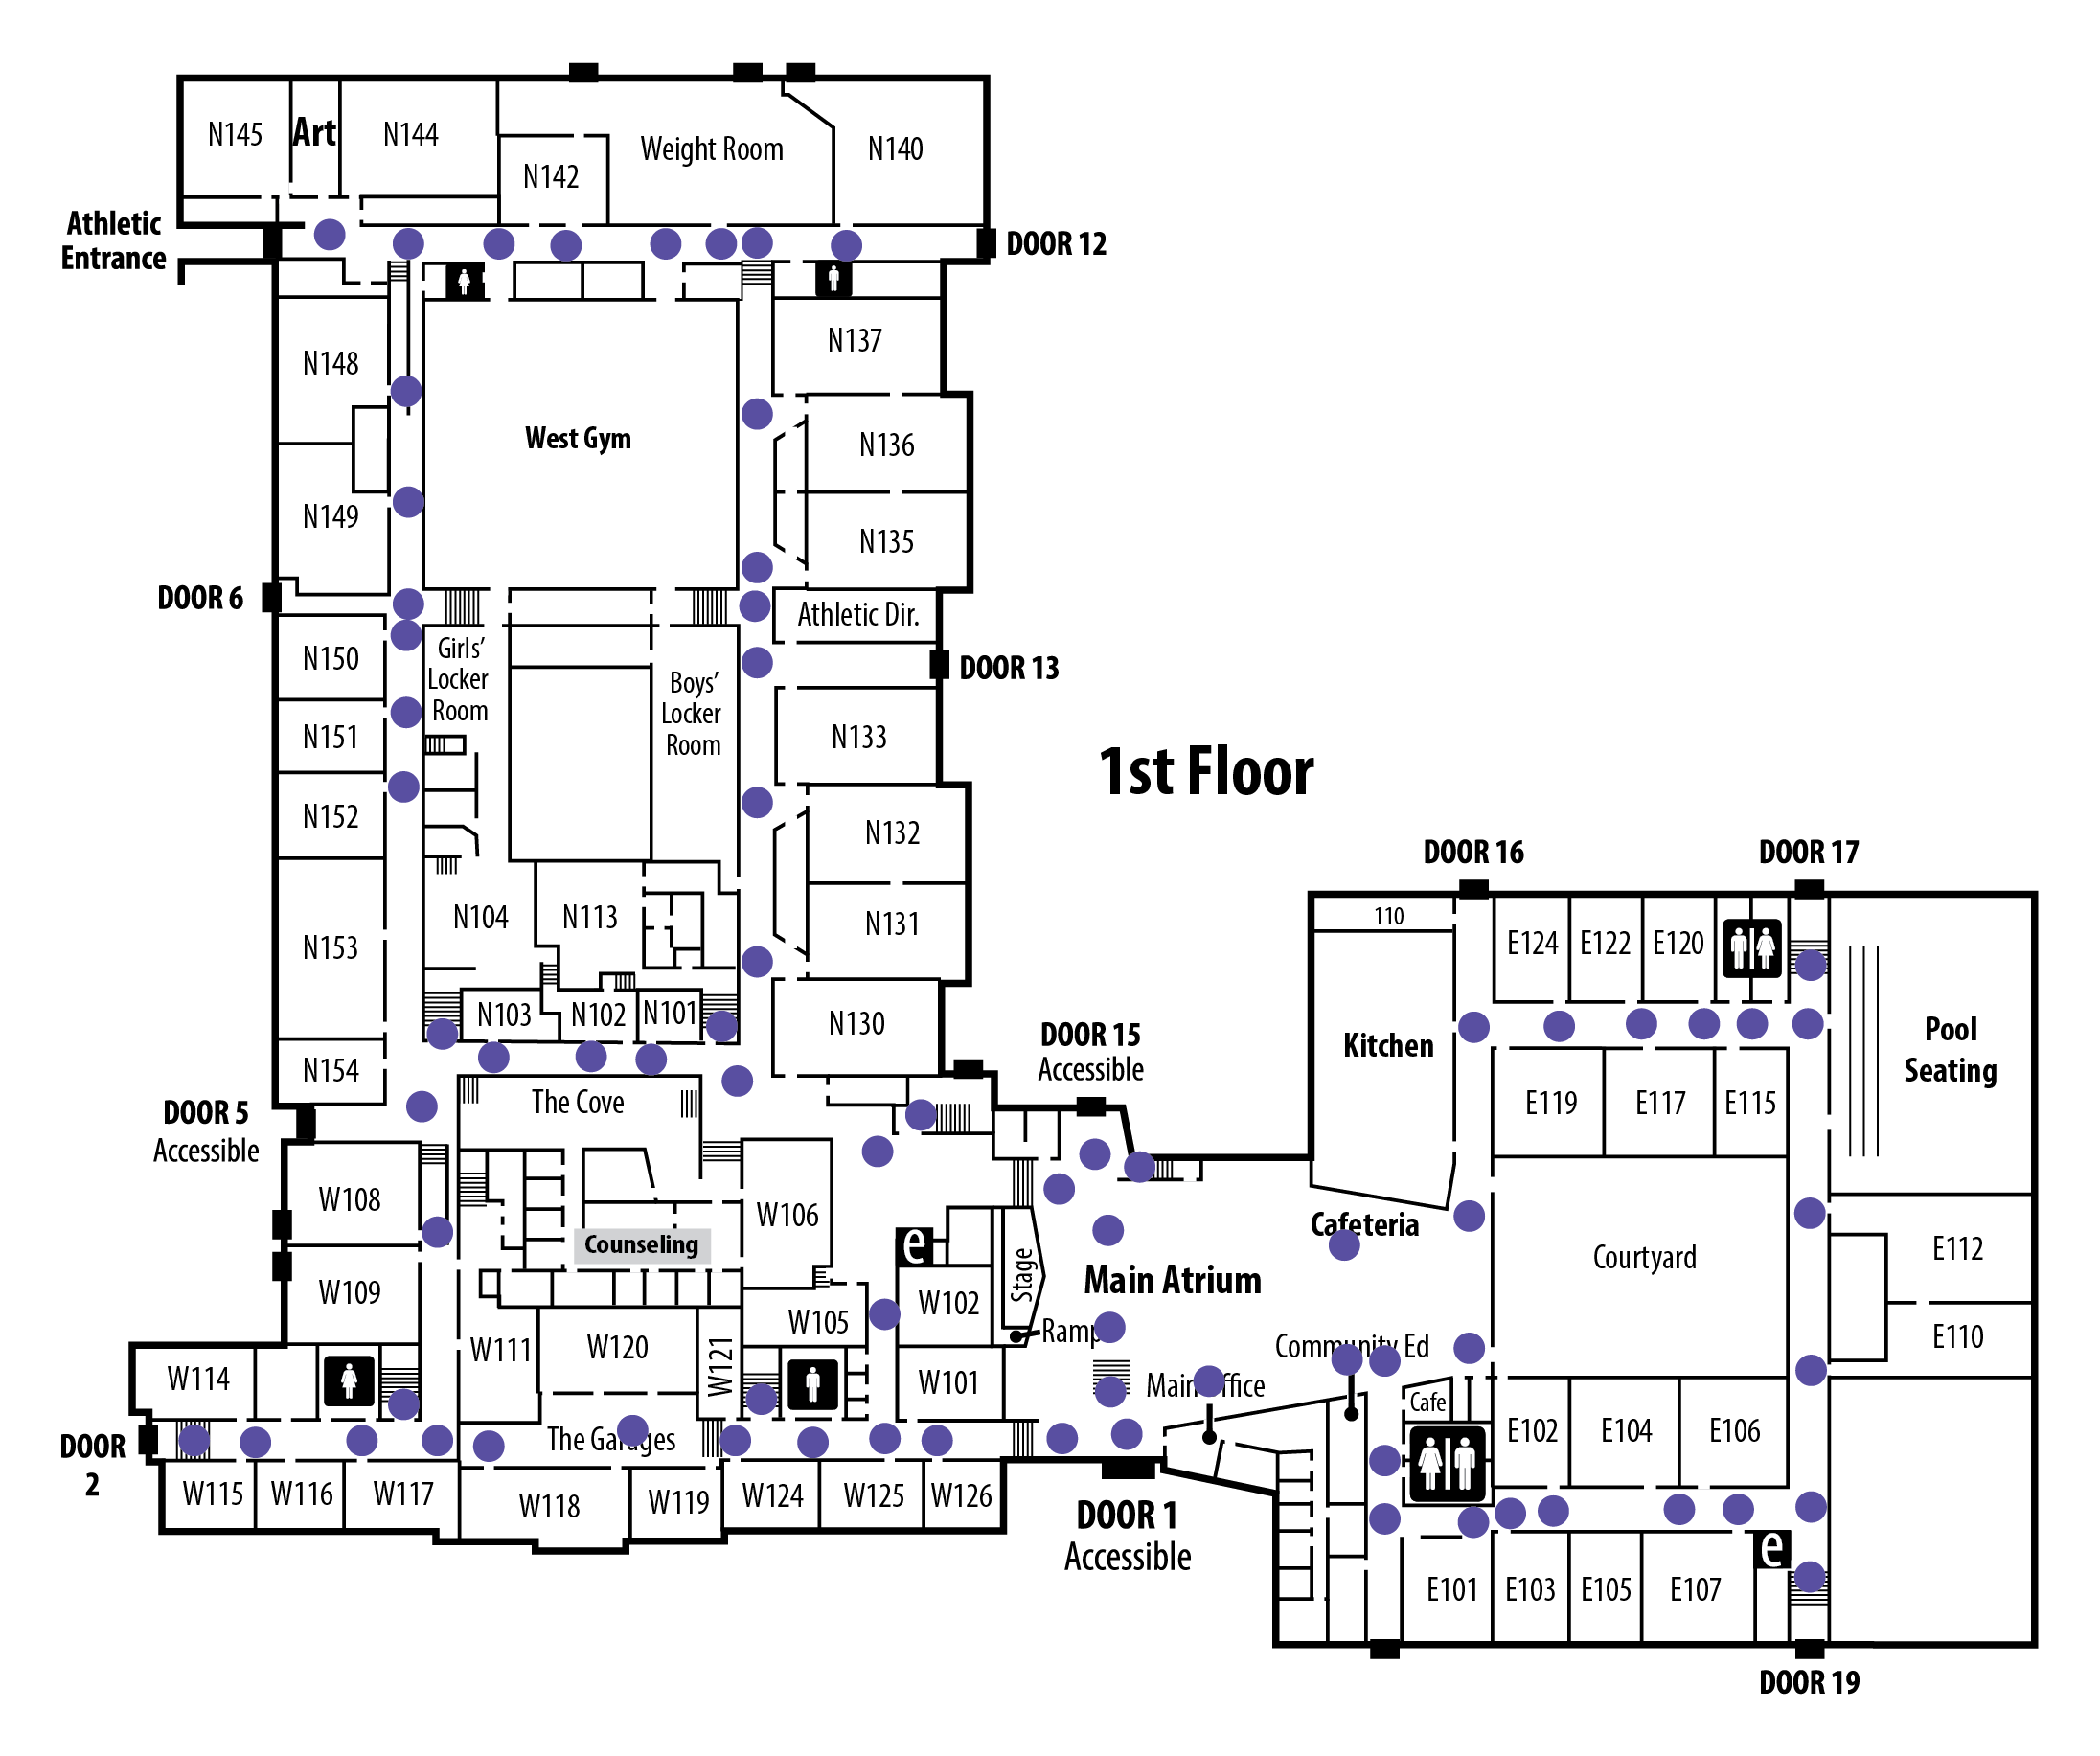 N145
Art
N144
N142
Weight Room
N140
Athletic
Entrance
DOOR 12
N148
N137
West Gym
N136
N149
N135
DOOR 6
Athletic Dir.
N150
Girls'
Locker
Room
Boys'
Locker
Room
DOOR 13
N151
N133
1st Floor
N152
N132
DOOR 16
DOOR 17
N104
N113
N131
110
E124
E122
E120
N153
N103
N102
N101
N130
DOOR 15
Accessible
Kitchen
Pool
Seating
N154
The Cove
E119
E117
E115
DOOR 5
Accessible
W108
W106
Cafeteria
Counseling
e
Courtyard
E112
W109
Stage
Main Atrium
W102
W105
Ramp
Community Ed
E110
W111
W120
W121
W114
W101
Main Office
Cafe
E102
E104
E106
DOOR
2
The Garages
W115
W116
W117
W118
W119
W124
W125
W126
DOOR 1
Accessible
e
E101
E103
E105
E107
DOOR 19